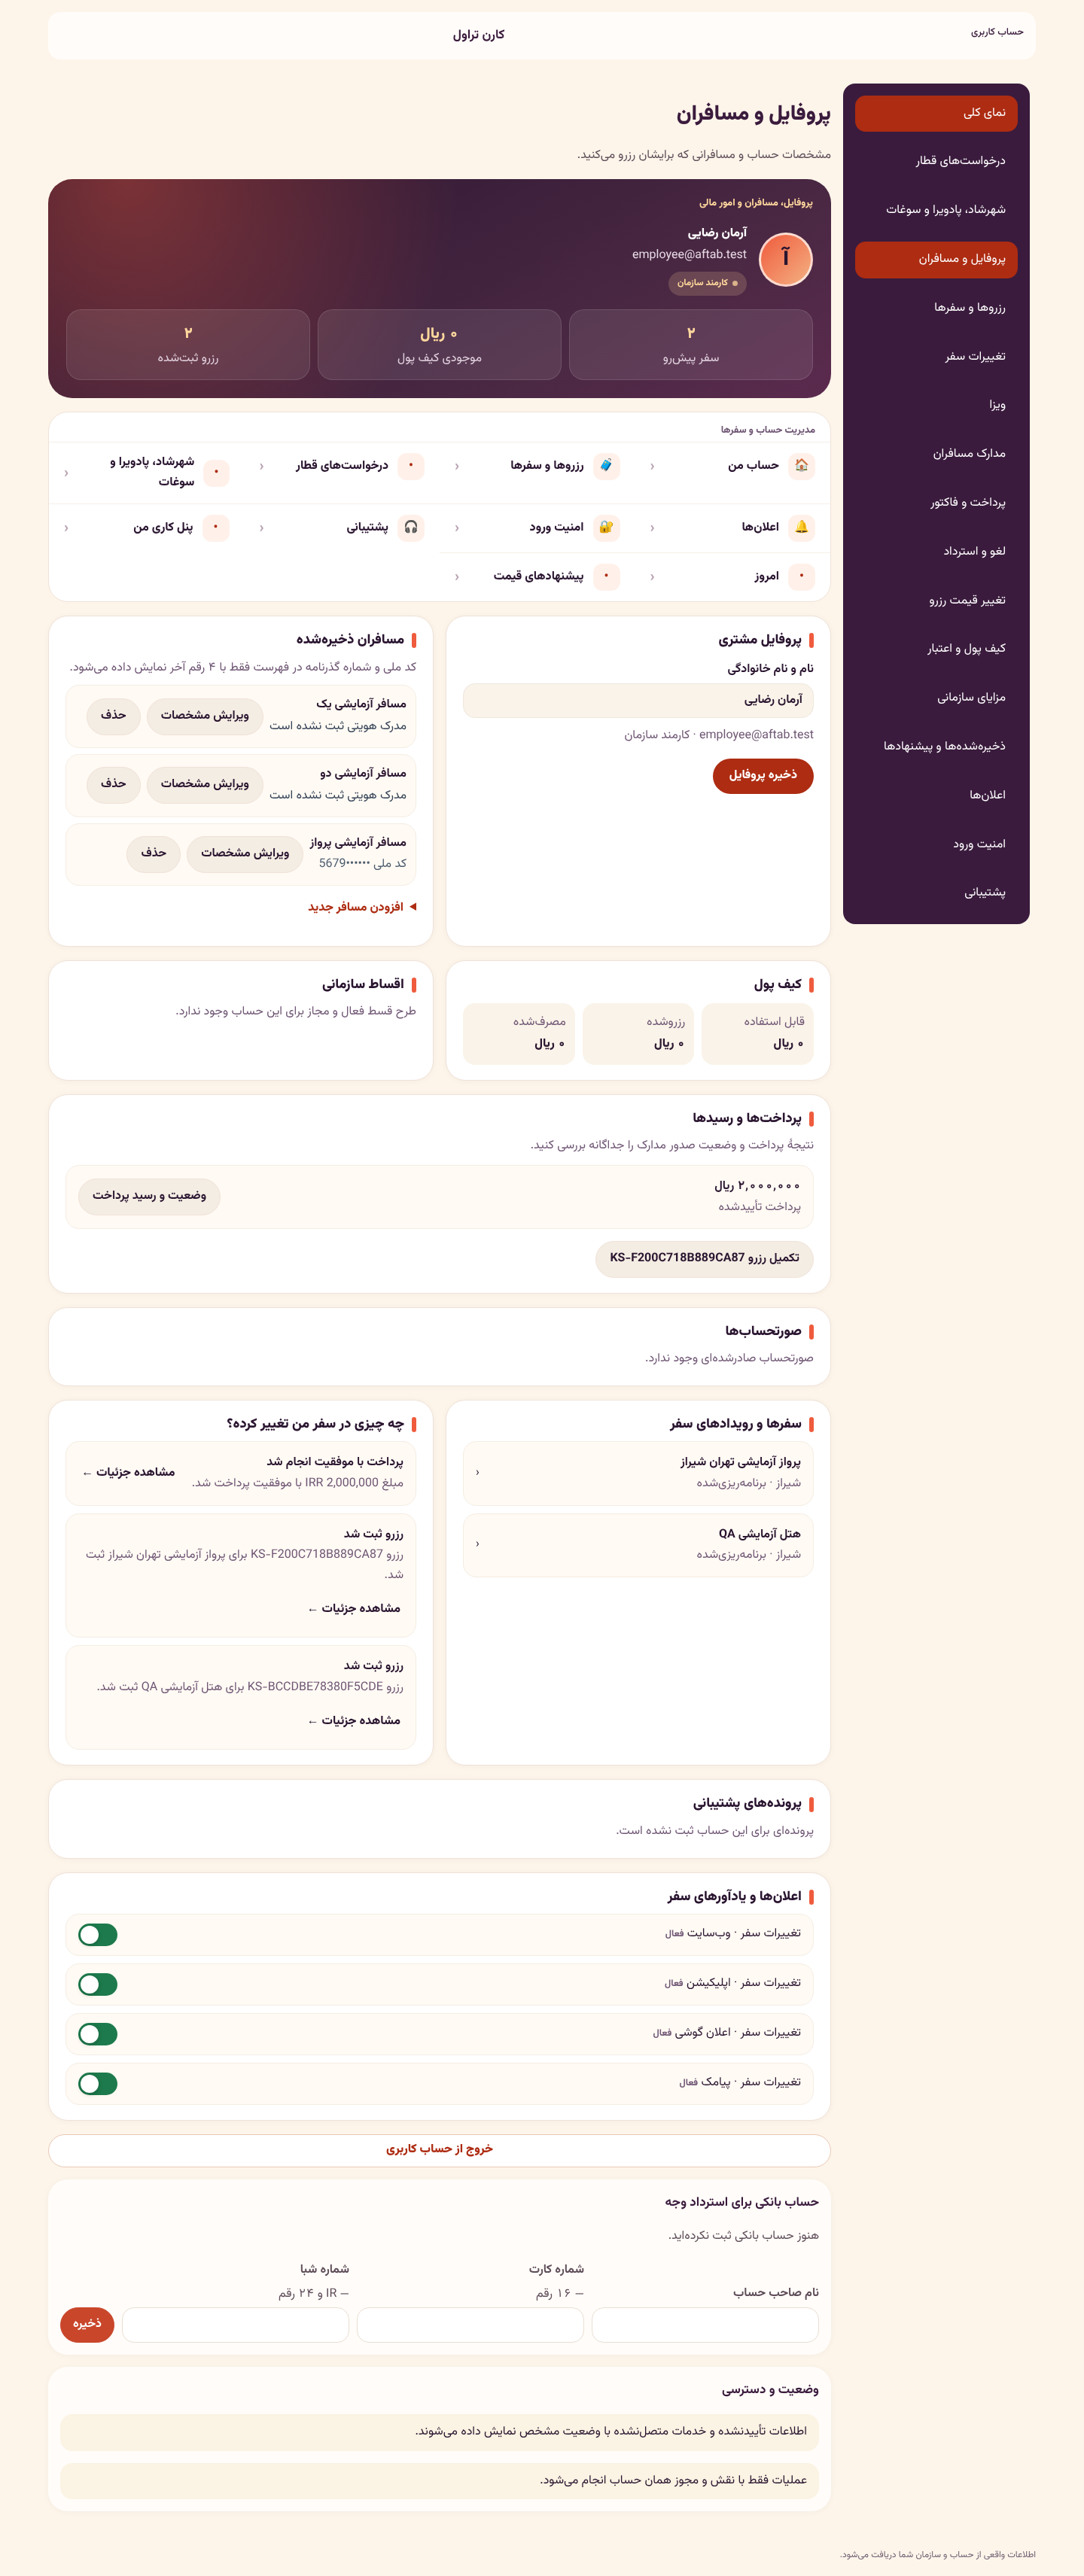 حساب کاربری
کارن تراول
نمای کلی
درخواست‌های قطار
شهرشاد، پادویرا و سوغات
پروفایل و مسافران
رزروها و سفرها
تغییرات سفر
ویزا
مدارک مسافران
پرداخت و فاکتور
لغو و استرداد
تغییر قیمت رزرو
کیف پول و اعتبار
مزایای سازمانی
ذخیره‌شده‌ها و پیشنهادها
اعلان‌ها
امنیت ورود
پشتیبانی
پروفایل و مسافران
مشخصات حساب و مسافرانی که برایشان رزرو می‌کنید.
پروفایل، مسافران و امور مالی
آ
آرمان رضایی
employee@aftab.test
کارمند سازمان
۲
سفر پیش‌رو
۰ ریال
موجودی کیف پول
۲
رزرو ثبت‌شده
مدیریت حساب و سفرها
🏠 حساب من ‹
🧳 رزروها و سفرها ‹
• درخواست‌های قطار ‹
• شهرشاد، پادویرا و
سوغات ‹
🔔 اعلان‌ها ‹
🔐 امنیت ورود ‹
🎧 پشتیبانی ‹
• پنل کاری من ‹
• امروز ‹
• پیشنهادهای قیمت ‹
پروفایل مشتری
نام و نام خانوادگی
آرمان رضایی
employee@aftab.test · کارمند سازمان
ذخیره پروفایل
مسافران ذخیره‌شده
کد ملی و شماره گذرنامه در فهرست فقط با ۴ رقم آخر نمایش داده می‌شود.
مسافر آزمایشی یک
مدرک هویتی ثبت نشده است
ویرایش مشخصات
حذف
مسافر آزمایشی دو
مدرک هویتی ثبت نشده است
ویرایش مشخصات
حذف
مسافر آزمایشی پرواز
کد ملی ••••••5679
ویرایش مشخصات
حذف
◀ افزودن مسافر جدید
کیف پول
قابل استفاده
۰ ریال
رزروشده
۰ ریال
مصرف‌شده
۰ ریال
اقساط سازمانی
طرح قسط فعال و مجاز برای این حساب وجود ندارد.
پرداخت‌ها و رسیدها
نتیجهٔ پرداخت و وضعیت صدور مدارک را جداگانه بررسی کنید.
۲,۰۰۰,۰۰۰ ریال
پرداخت تأییدشده
وضعیت و رسید پرداخت
تکمیل رزرو KS-F200C718B889CA87
صورتحساب‌ها
صورتحساب صادرشده‌ای وجود ندارد.
سفرها و رویدادهای سفر
پرواز آزمایشی تهران شیراز
شیراز · برنامه‌ریزی‌شده
‹
هتل آزمایشی QA
شیراز · برنامه‌ریزی‌شده
‹
چه چیزی در سفر من تغییر کرده؟
پرداخت با موفقیت انجام شد
مبلغ 2,000,000 IRR با موفقیت پرداخت شد.
مشاهده جزئیات ←
رزرو ثبت شد
رزرو KS-F200C718B889CA87 برای پرواز آزمایشی تهران شیراز ثبت
شد.
مشاهده جزئیات ←
رزرو ثبت شد
رزرو KS-BCCDBE78380F5CDE برای هتل آزمایشی QA ثبت شد.
مشاهده جزئیات ←
پرونده‌های پشتیبانی
پرونده‌ای برای این حساب ثبت نشده است.
اعلان‌ها و یادآورهای سفر
تغییرات سفر · وب‌سایت فعال
تغییرات سفر · اپلیکیشن فعال
تغییرات سفر · اعلان گوشی فعال
تغییرات سفر · پیامک فعال
خروج از حساب کاربری
حساب بانکی برای استرداد وجه
هنوز حساب بانکی ثبت نکرده‌اید.
نام صاحب حساب
شماره کارت
— ۱۶ رقم
شماره شبا
— IR و ۲۴ رقم
ذخیره
وضعیت و دسترسی
اطلاعات تأییدنشده و خدمات متصل‌نشده با وضعیت مشخص نمایش داده می‌شوند.
عملیات فقط با نقش و مجوز همان حساب انجام می‌شود.
اطلاعات واقعی از حساب و سازمان شما دریافت می‌شود.